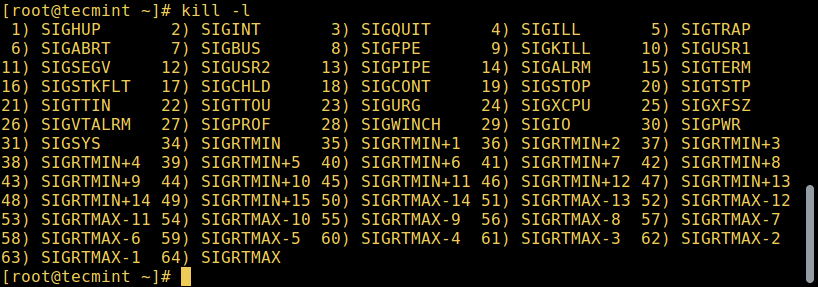 [root@tecmint ~]# kill -l
 1) SIGHUP       2) SIGINT       3) SIGQUIT      4) SIGILL       5) SIGTRAP
 6) SIGABRT      7) SIGBUS       8) SIGFPE       9) SIGKILL     10) SIGUSR1
11) SIGSEGV     12) SIGUSR2     13) SIGPIPE     14) SIGALRM     15) SIGTERM
16) SIGSTKFLT   17) SIGCHLD     18) SIGCONT     19) SIGSTOP     20) SIGTSTP
21) SIGTTIN     22) SIGTTOU     23) SIGURG      24) SIGXCPU     25) SIGXFSZ
26) SIGVTALRM   27) SIGPROF     28) SIGWINCH    29) SIGIO       30) SIGPWR
31) SIGSYS      34) SIGRTMIN    35) SIGRTMIN+1  36) SIGRTMIN+2  37) SIGRTMIN+3
38) SIGRTMIN+4  39) SIGRTMIN+5  40) SIGRTMIN+6  41) SIGRTMIN+7  42) SIGRTMIN+8
43) SIGRTMIN+9  44) SIGRTMIN+10 45) SIGRTMIN+11 46) SIGRTMIN+12 47) SIGRTMIN+13
48) SIGRTMIN+14 49) SIGRTMIN+15 50) SIGRTMAX-14 51) SIGRTMAX-13 52) SIGRTMAX-12
53) SIGRTMAX-11 54) SIGRTMAX-10 55) SIGRTMAX-9  56) SIGRTMAX-8  57) SIGRTMAX-7
58) SIGRTMAX-6  59) SIGRTMAX-5  60) SIGRTMAX-4  61) SIGRTMAX-3  62) SIGRTMAX-2
63) SIGRTMAX-1  64) SIGRTMAX
[root@tecmint ~]#